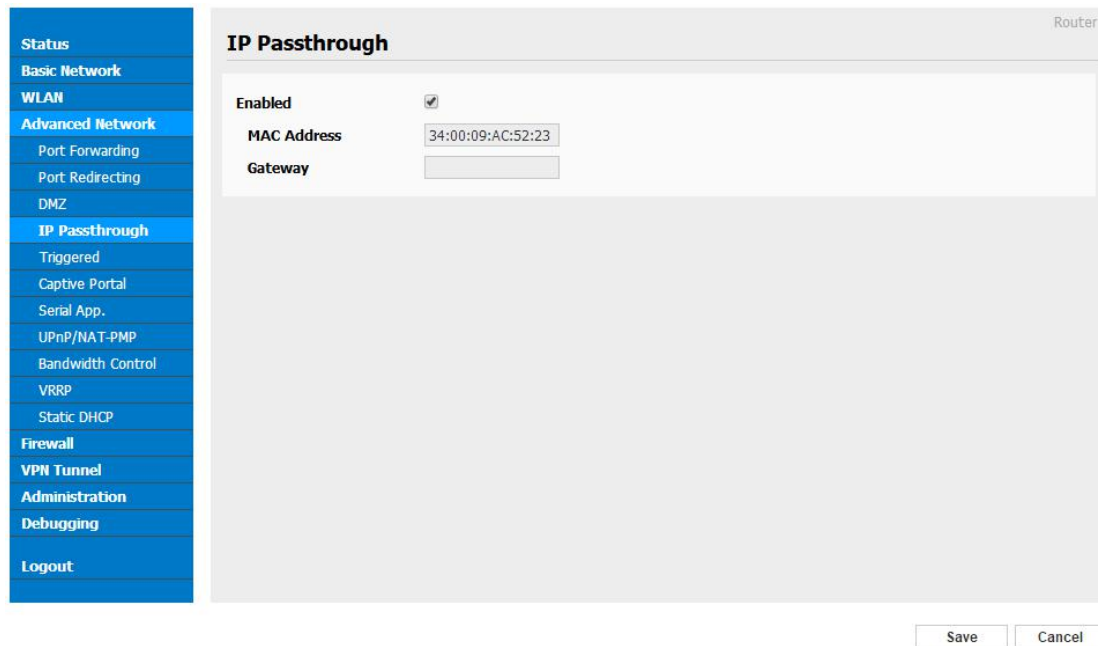 Router
Status
Basic Network
WLAN
Advanced Network
Port Forwarding
Port Redirecting
DMZ
IP Passthrough
Triggered
Captive Portal
Serial App.
UPnP/NAT-PMP
Bandwidth Control
VRRP
Static DHCP
Firewall
VPN Tunnel
Administration
Debugging
Logout
IP Passthrough
Enabled
MAC Address 34:00:09:AC:52:23
Gateway
Save Cancel